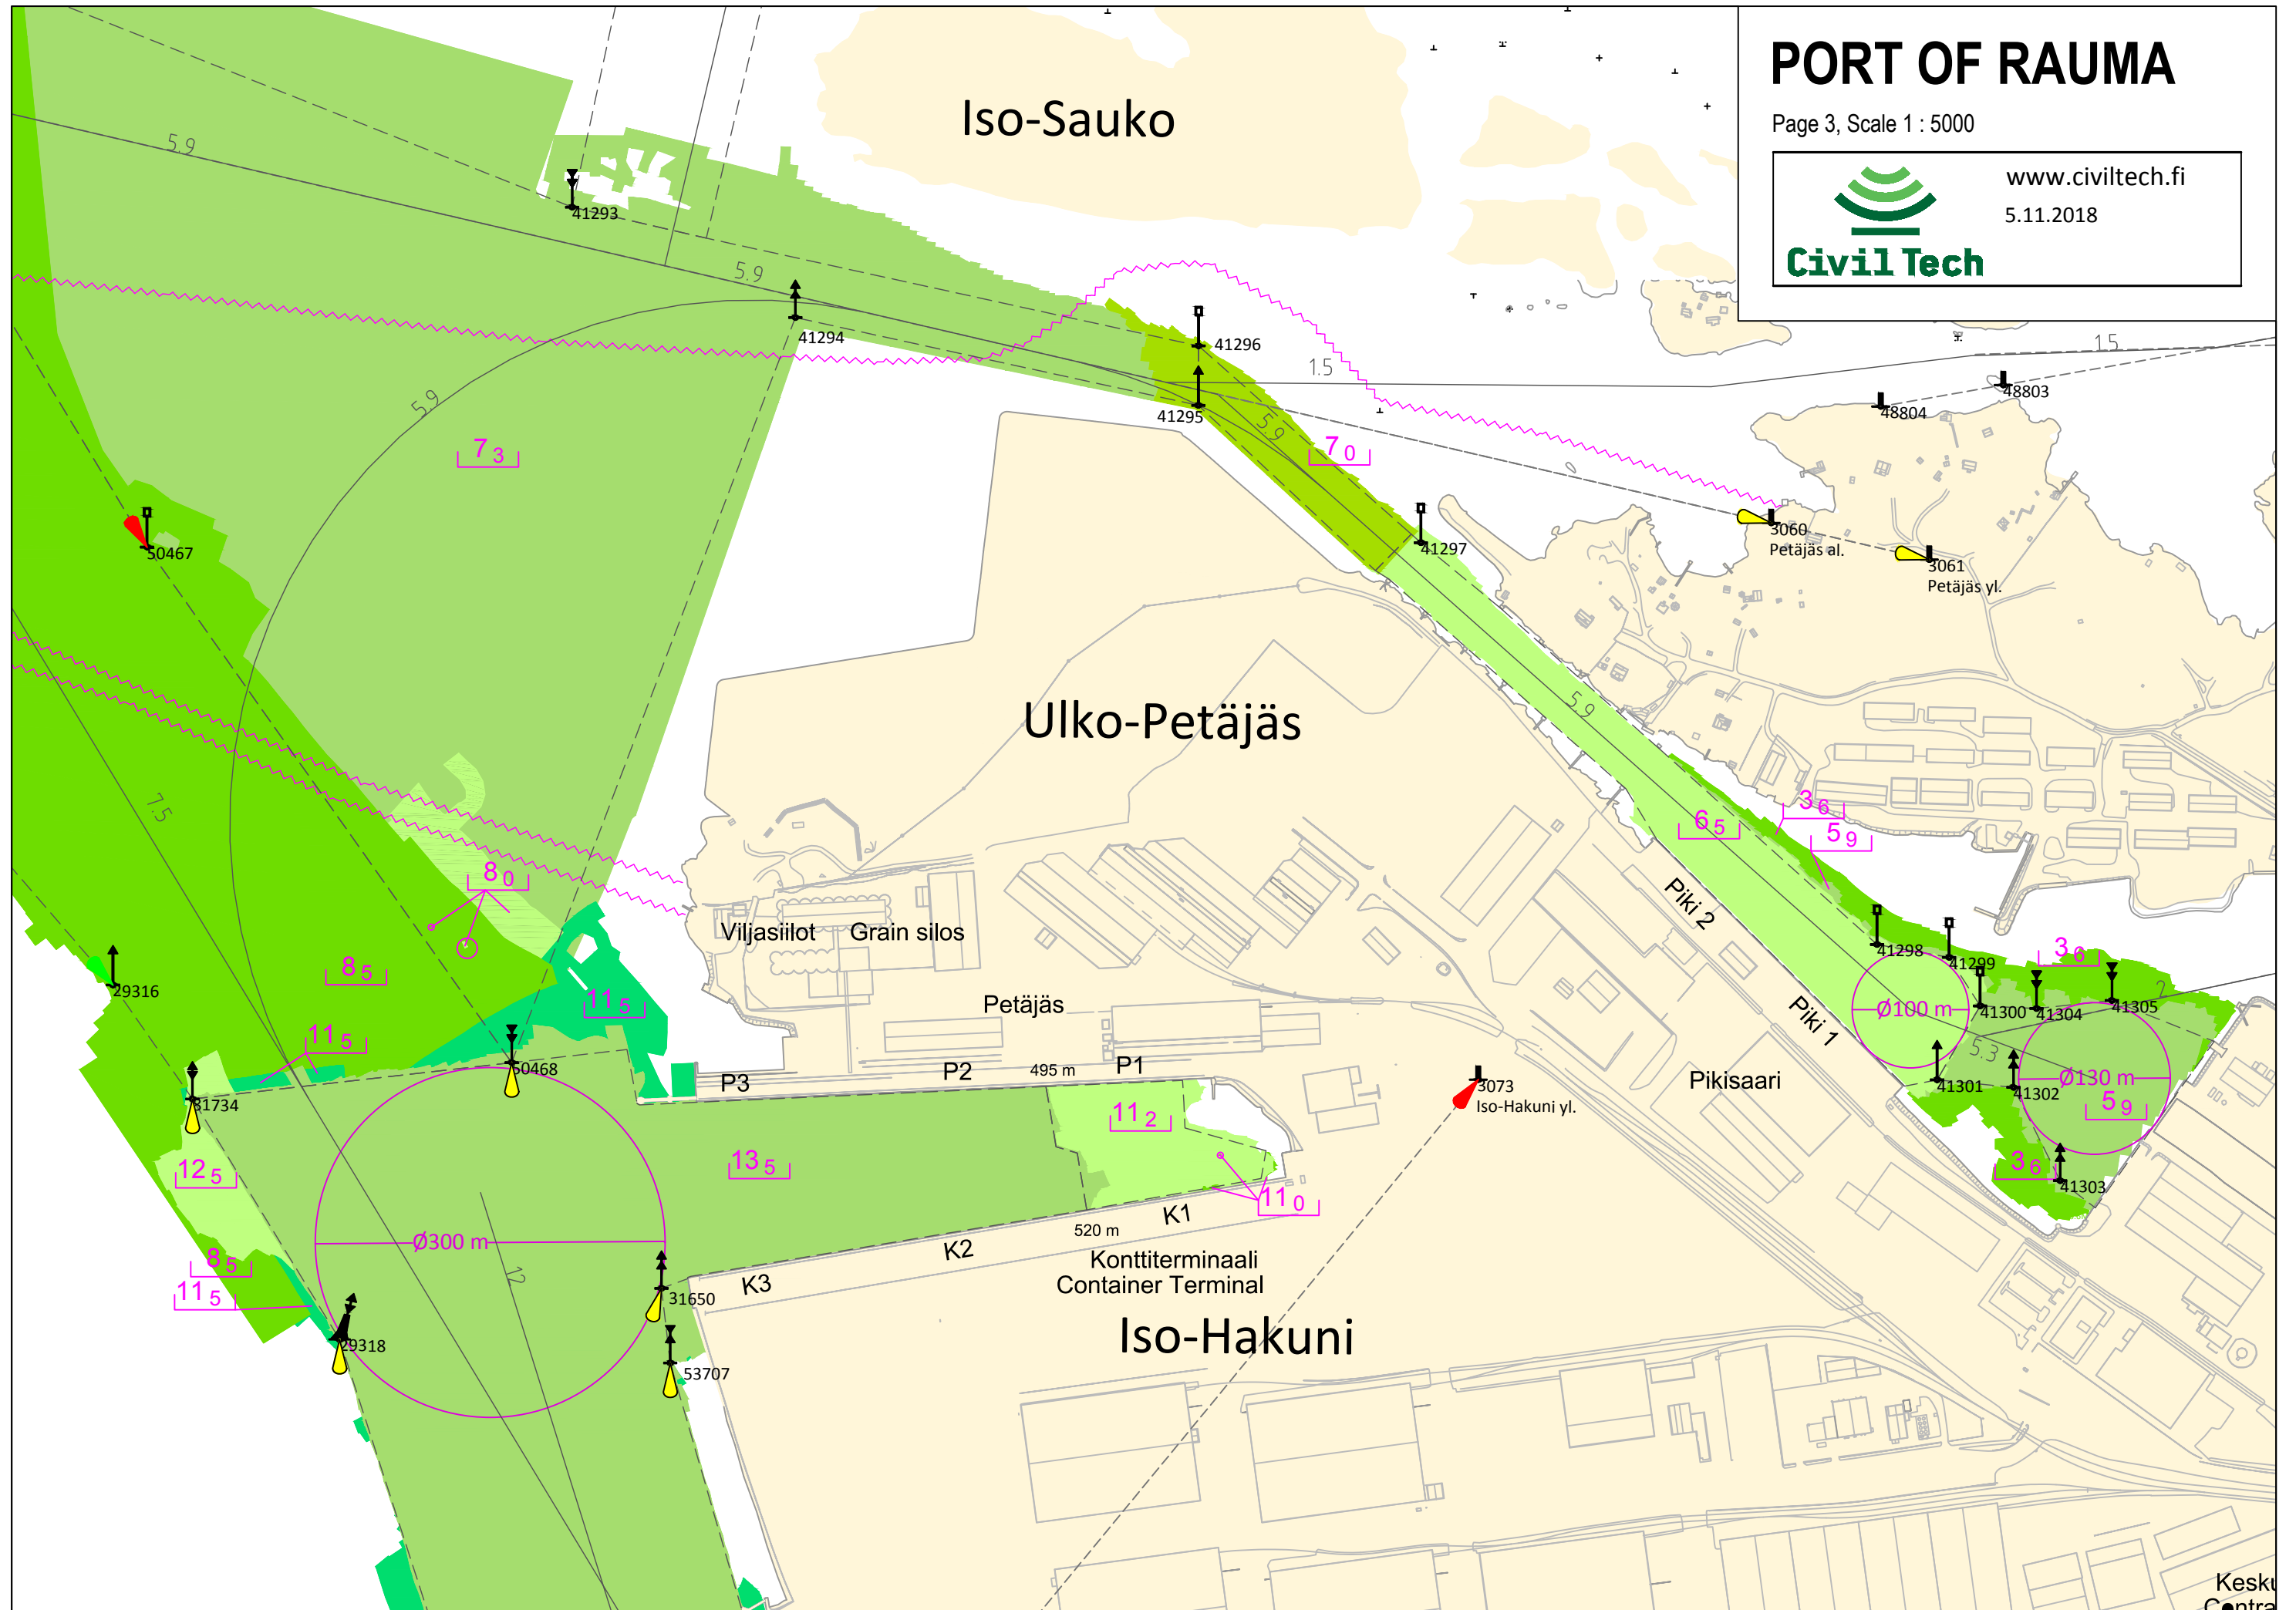 PORT OF RAUMA
Page 3, Scale 1 : 5000
www.civiltech.fi
5.11.2018
Civil Tech
Iso-Sauko
5.9
41293
5.9
41294
41296
1.5
1.5
41295
48803
48804
5.9
5.9
7 3
7 0
0
50467
41297
3060
Petäjäs al.
3061
Petäjäs yl.
Ulko-Petäjäs
5.9
7.5
3 6
6 5
5 9
8 0
Piki 2
Viljasiilot
Grain silos
41298
41299
3 6
8 5
29316
11 5
Petäjäs
2
41300
41304
41305
Ø100 m
Piki 1
11 5
5.3
50468
P3
P2
495 m
P1
3073
Iso-Hakuni yl.
Pikisaari
41301
41302
Ø130 m
5 9
31734
11 2
12 5
13 5
3 6
41303
11 0
K1
520 m
Ø300 m
K2
8 5
12
Konttiterminaali
Container Terminal
K3
11 5
31650
29318
Iso-Hakuni
53707
Kesku
Contra